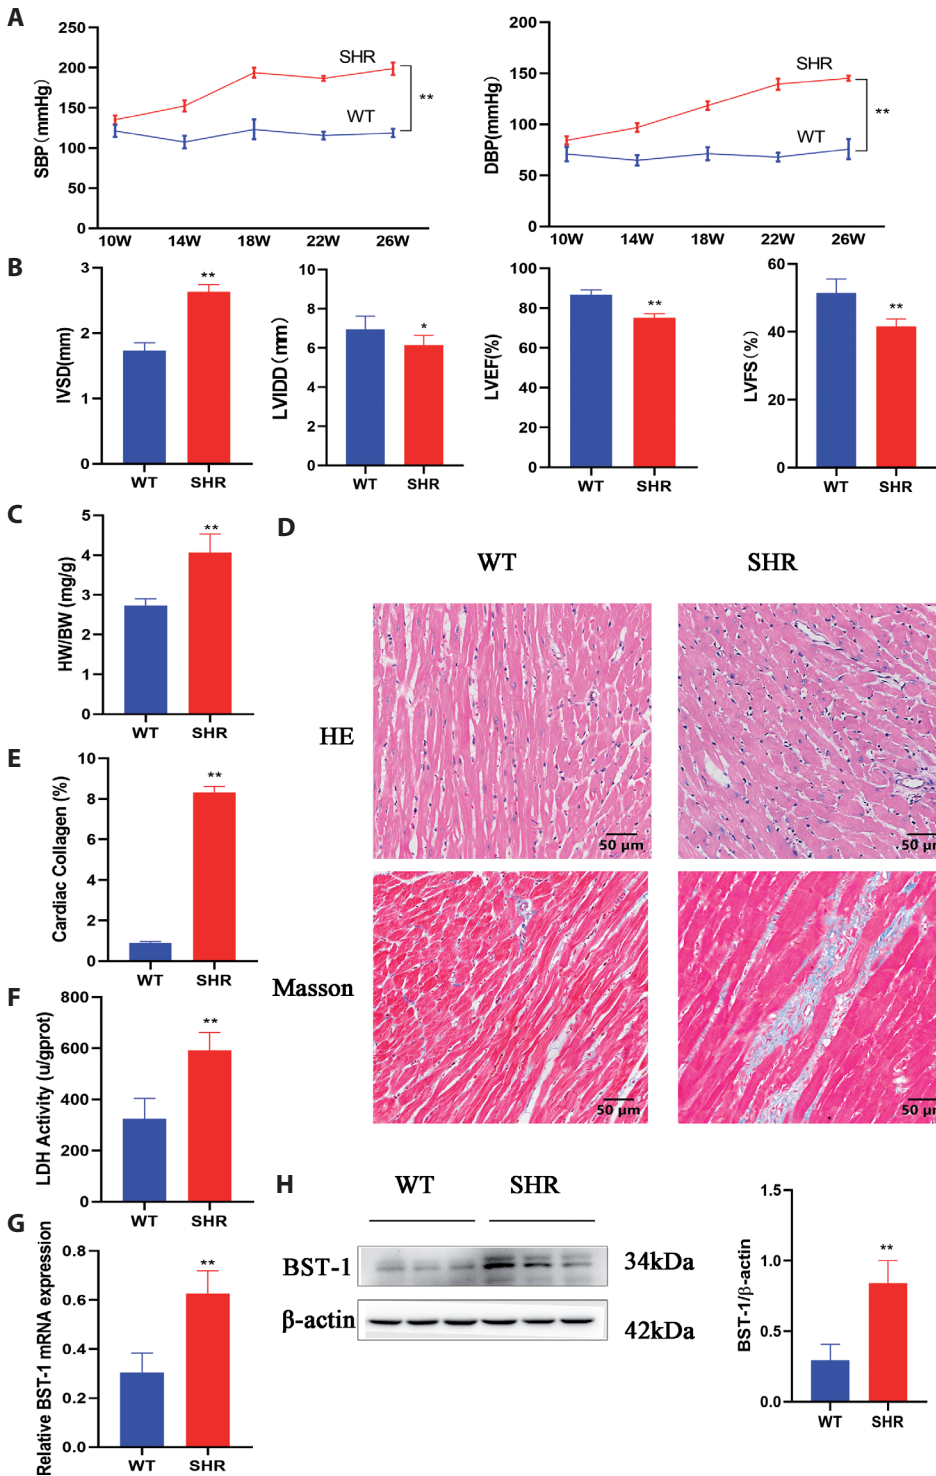 A
SBP (mmHg)
250
200
150
100
50
0
SHR
WT
**
10W 14W 18W 22W 26W
DBP(mmHg)
200
150
100
50
0
SHR
WT
**
10W 14W 18W 22W 26W
B
IVSD(mm)
3
2
1
0
**
WT SHR
LVIDD (mm)
10
8
6
4
2
0
*
WT SHR
LVEF(%)
100
80
60
40
20
0
**
WT SHR
LVFS (%)
60
40
20
0
**
WT SHR
C
HW/BW (mg/g)
5
4
3
2
1
0
**
WT SHR
D
WT SHR
HE
50 μm
50 μm
Masson
50 μm
50 μm
E
Cardiac Collagen (%)
10
8
6
4
2
0
**
WT SHR
F
LDH Activity (u/gprot)
800
600
400
200
0
**
WT SHR
G
Relative BST-1 mRNA expression
0.8
0.6
0.4
0.2
0.0
**
WT SHR
H
WT SHR
BST-1 34kDa
β-actin 42kDa
BST-1/β-actin
1.5
1.0
0.5
0.0
**
WT SHR